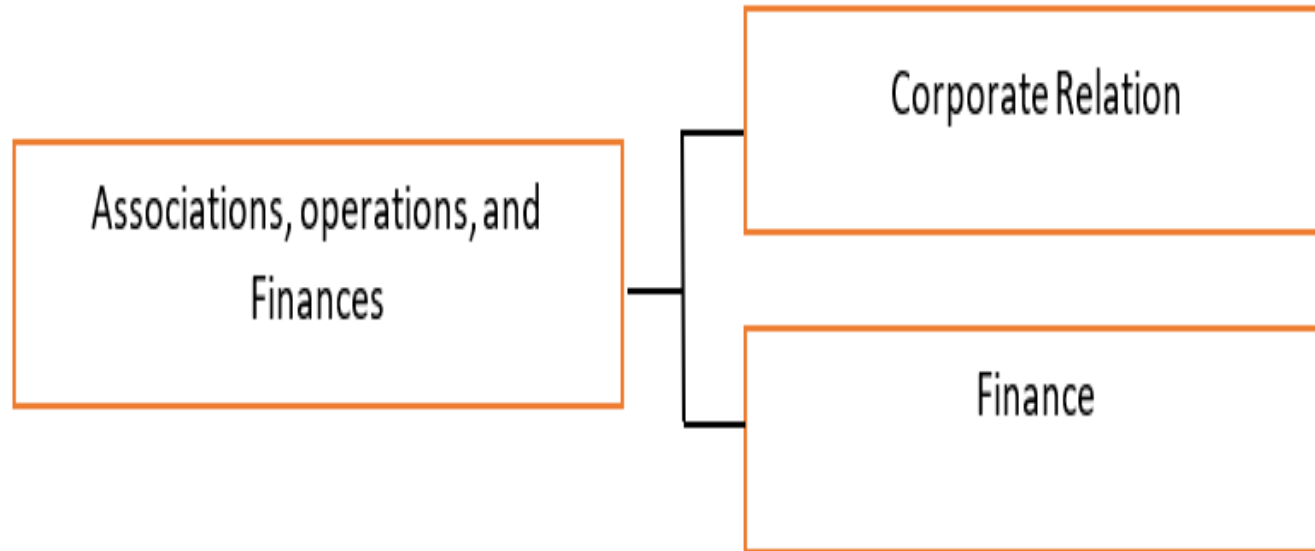 Corporate Relation
Associations, operations, and
Finances
Finance